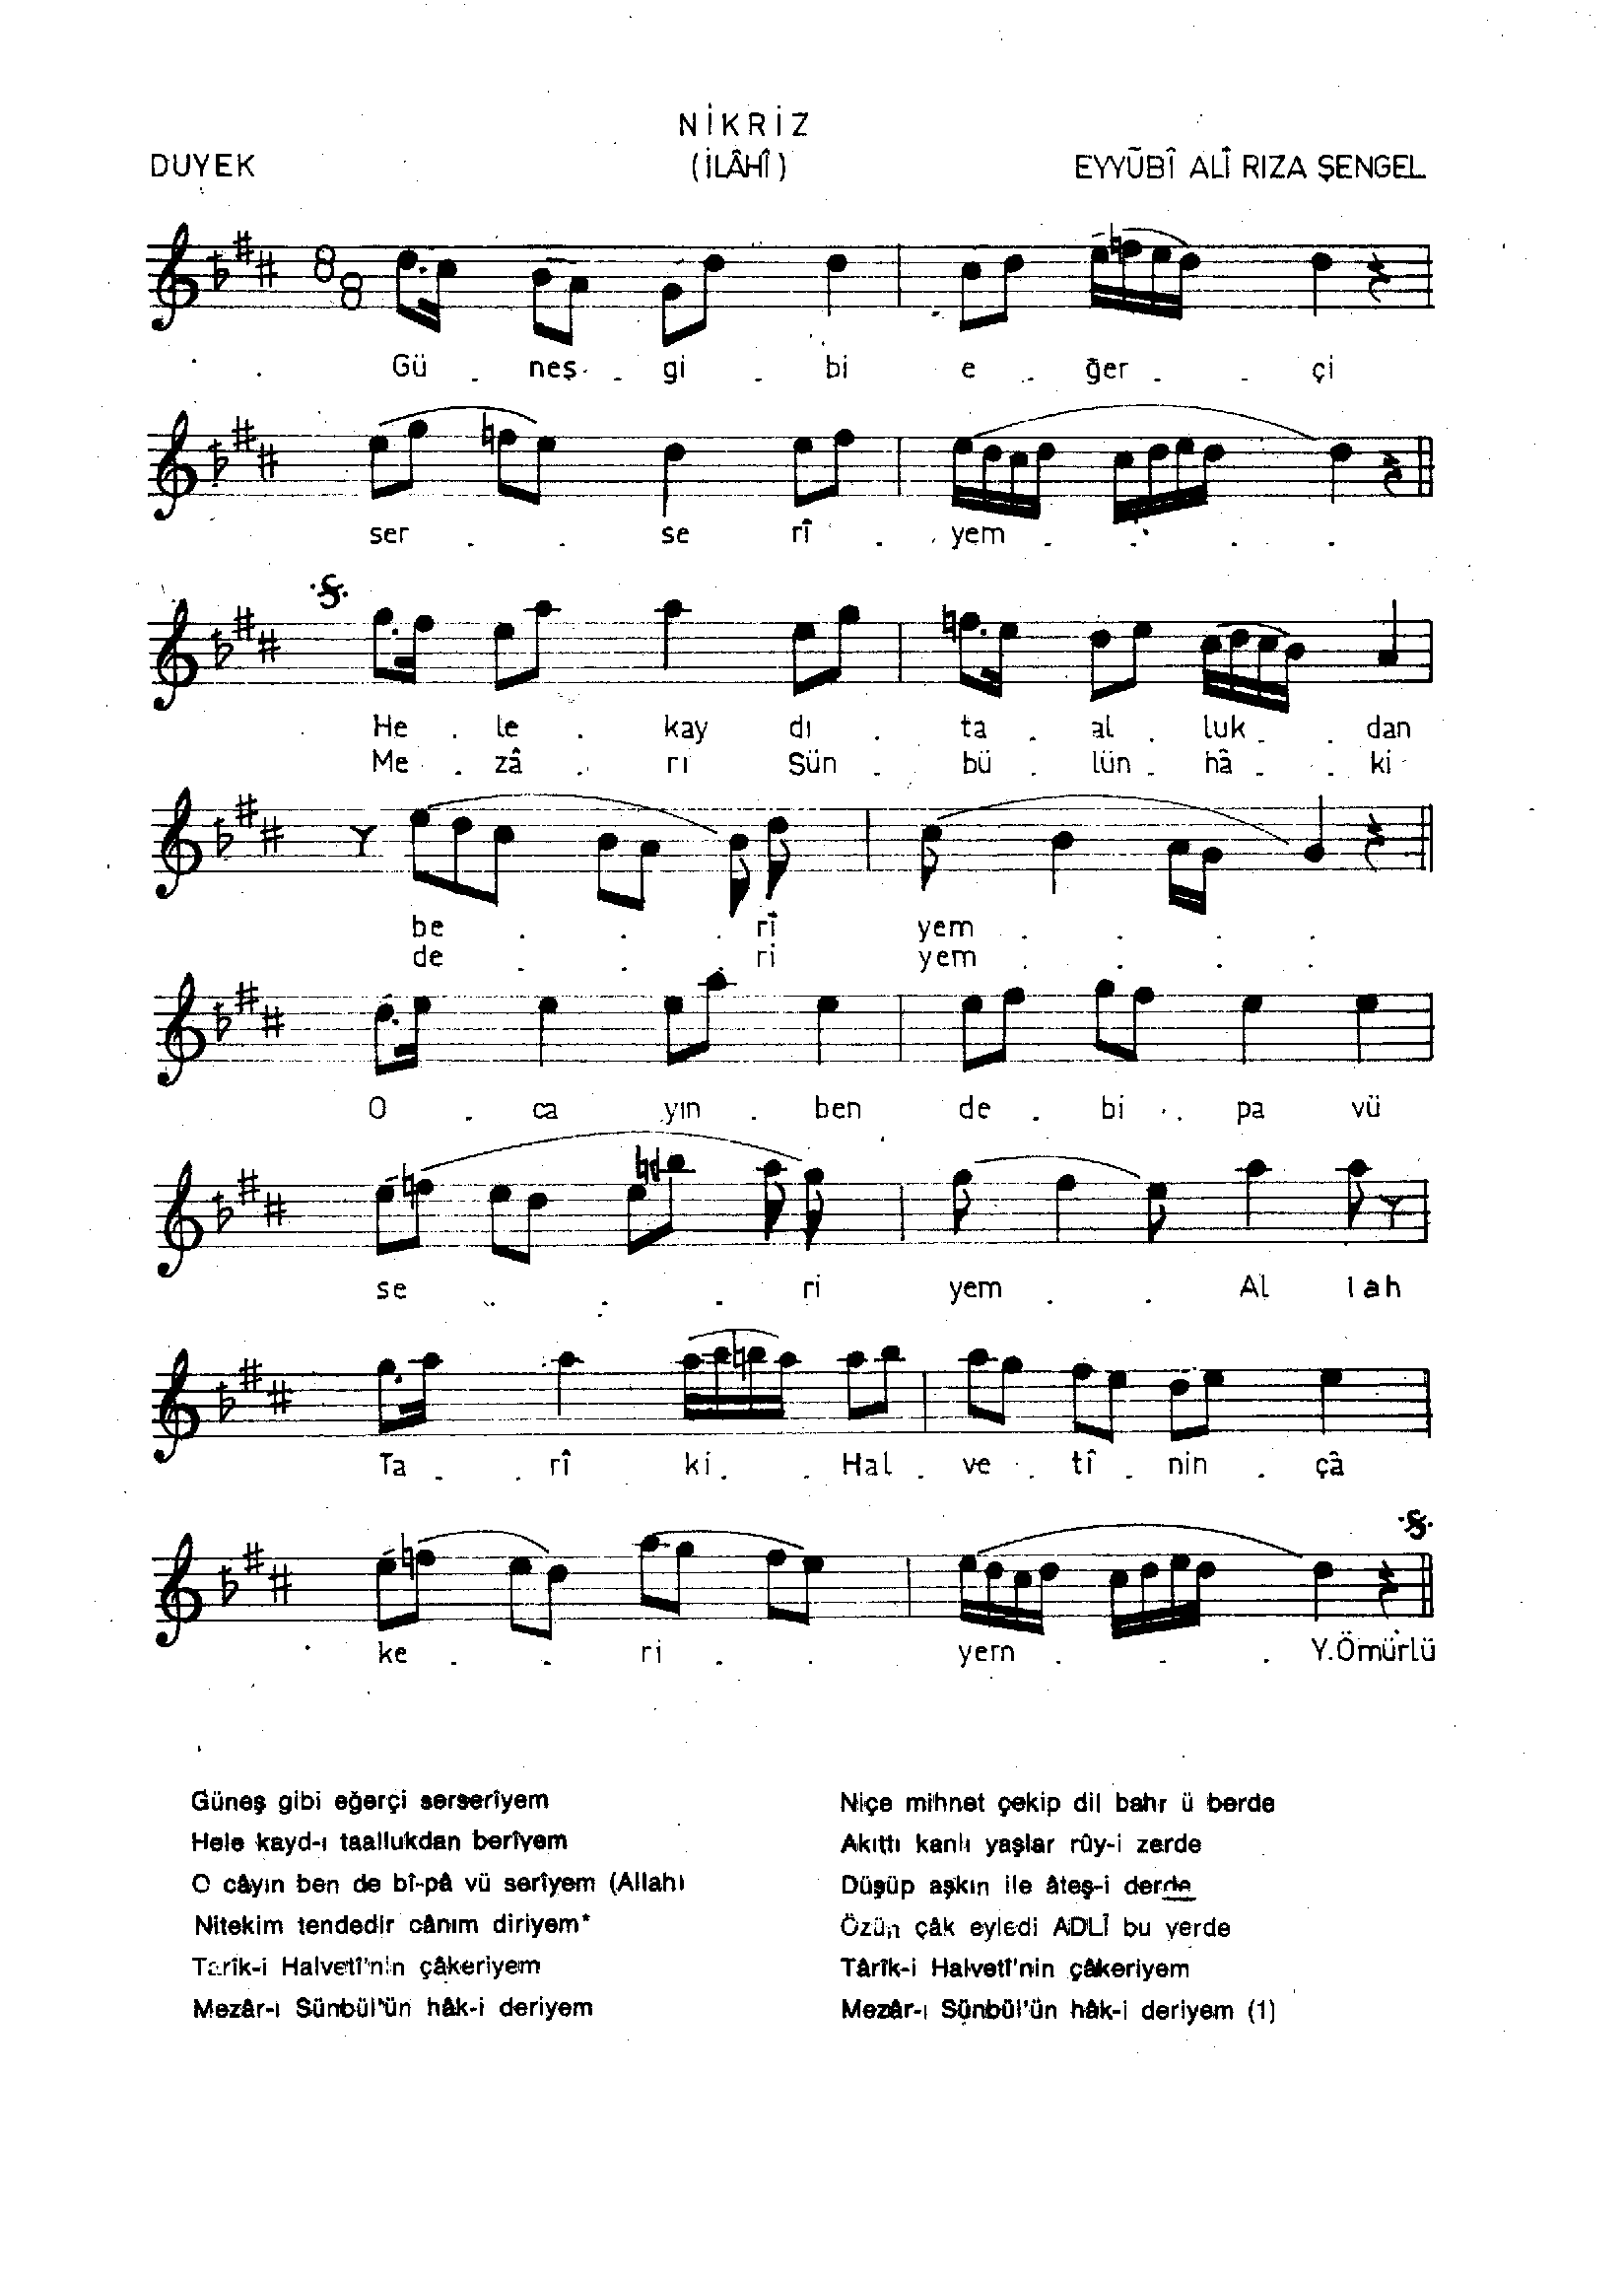 NİKRİZ
DUYEK (İLÂHÎ) EYYÛBÎ ALÎ RIZA ŞENGEL
8
8
Gü . neş . gi . bi e . ğer . . çi
ser . . se rî . yem . . . .
He . le . kay dı . ta . al . luk . . dan
Me . zâ . rı Sün . bü . lün . hâ . . ki
be . . . rî yem . . . .
de . . . ri yem . . . .
O . ca yın . ben de . bi . pa vü
se . . . ri yem . . Al lah
Ta . . rî ki . . Hal . ve . tî . nin . çâ
ke . . ri . . yem . . .
Y.Ömürlü
Güneş gibi eğerçi serserîyem
Hele kayd-ı taallukdan berîyem
O câyın ben de bî-pâ vü serîyem (Allah)
Nitekim tendedir cânım diriyem*
Tarîk-i Halvetî'nin çâkeriyem
Mezâr-ı Sünbül'ün hâk-i deriyem
Niçe mihnet çekip dil bahr ü berde
Akıttı kanlı yaşlar rûy-i zerde
Düşüp aşkın ile âteş-i derde
Özün çâk eyledi ADLÎ bu yerde
Târîk-i Halvetî'nin çâkeriyem
Mezâr-ı Sünbül'ün hâk-i deriyem (1)